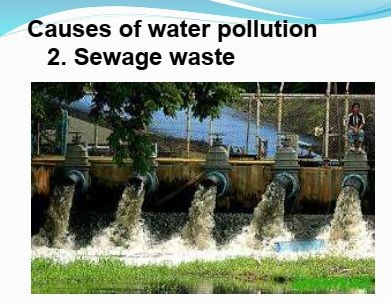 Causes of water pollution
2. Sewage waste